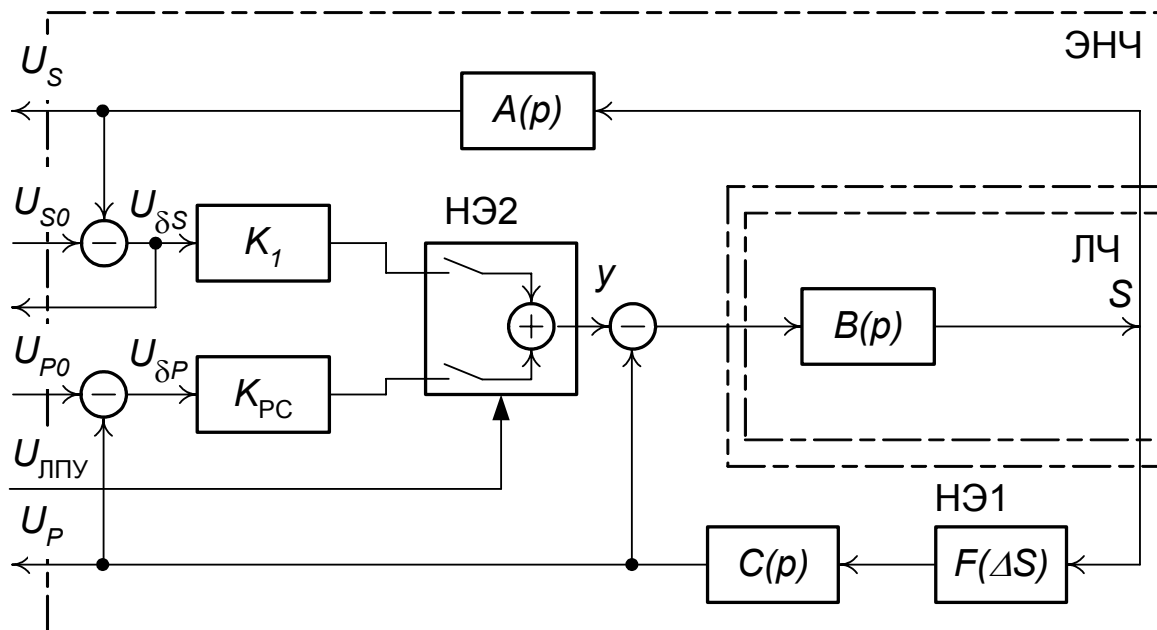 ЭНЧ
U_S
A(p)
U_S0
U_δS
K_1
НЭ2
−
+
y
−
ЛЧ
S
B(p)
U_P0
U_δP
−
K_РС
U_ЛПУ
НЭ1
U_P
C(p)
F(ΔS)